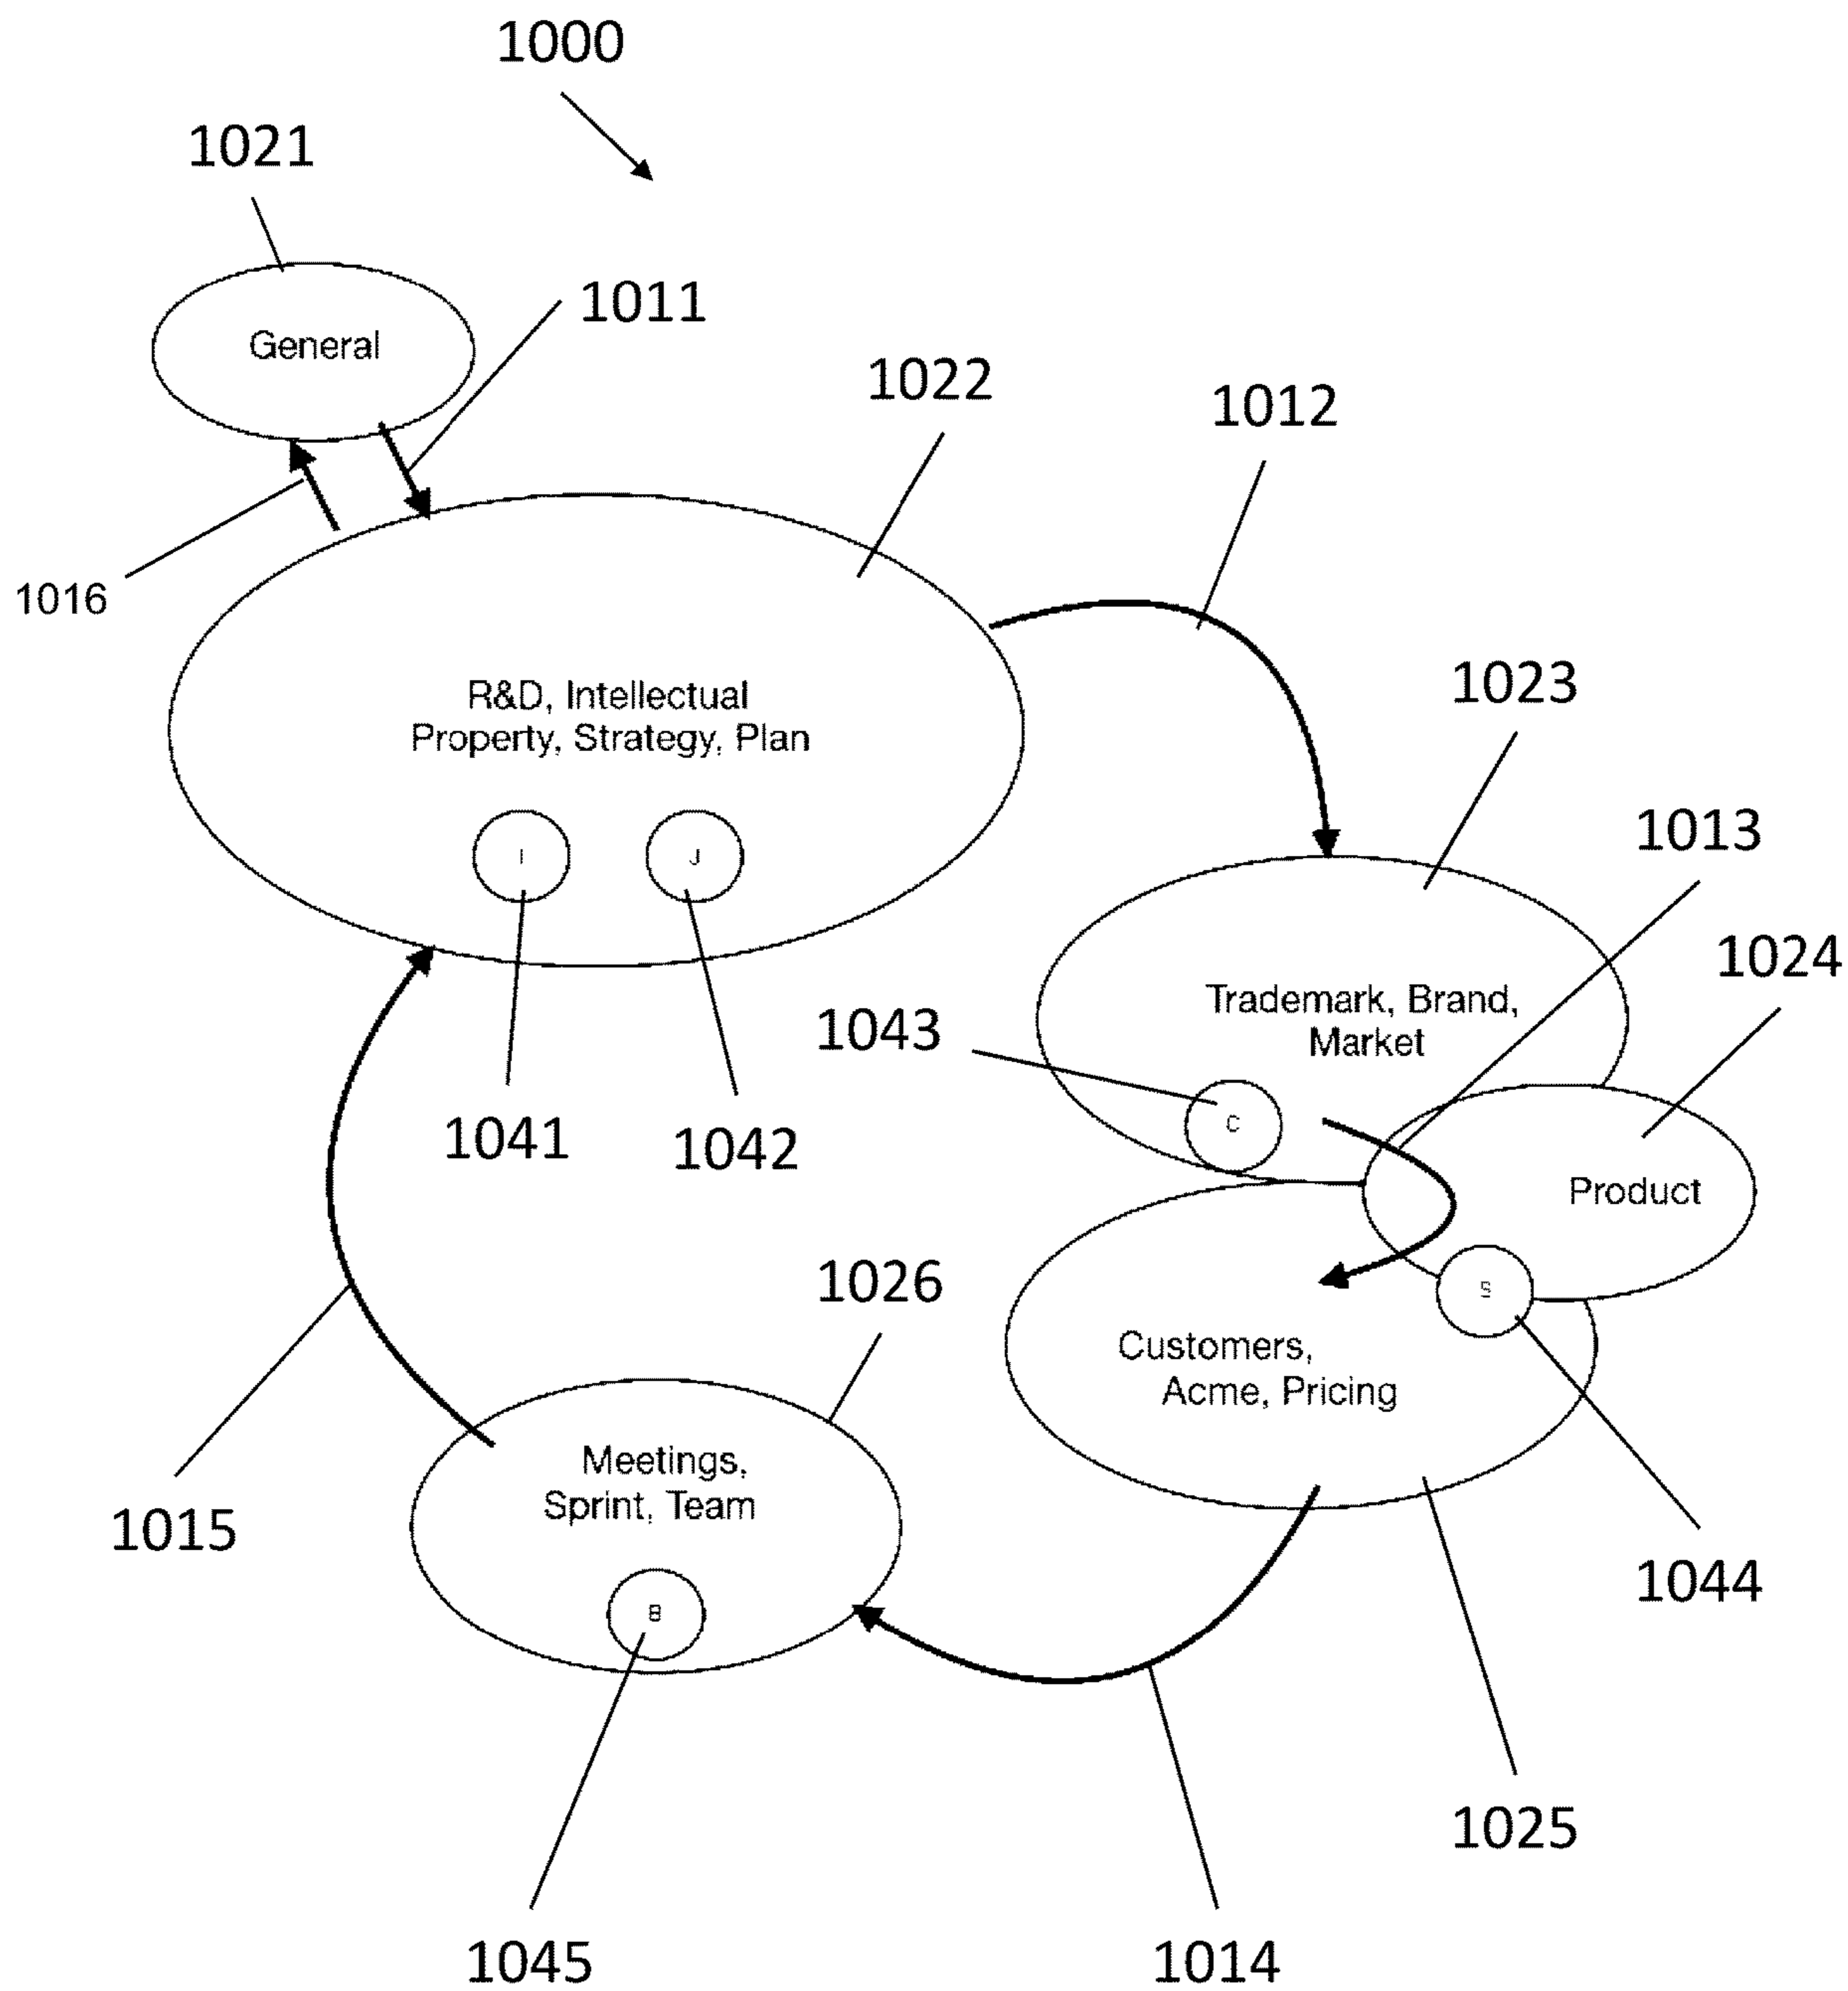 1000
1021
General
1011
1022
1012
1016
R&D, Intellectual
Property, Strategy, Plan
1023
1013
I
J
1024
Trademark, Brand,
Market
1043
C
1041
1042
Product
1026
S
Customers,
Acme, Pricing
Meetings,
Sprint, Team
1015
1044
B
1025
1045
1014